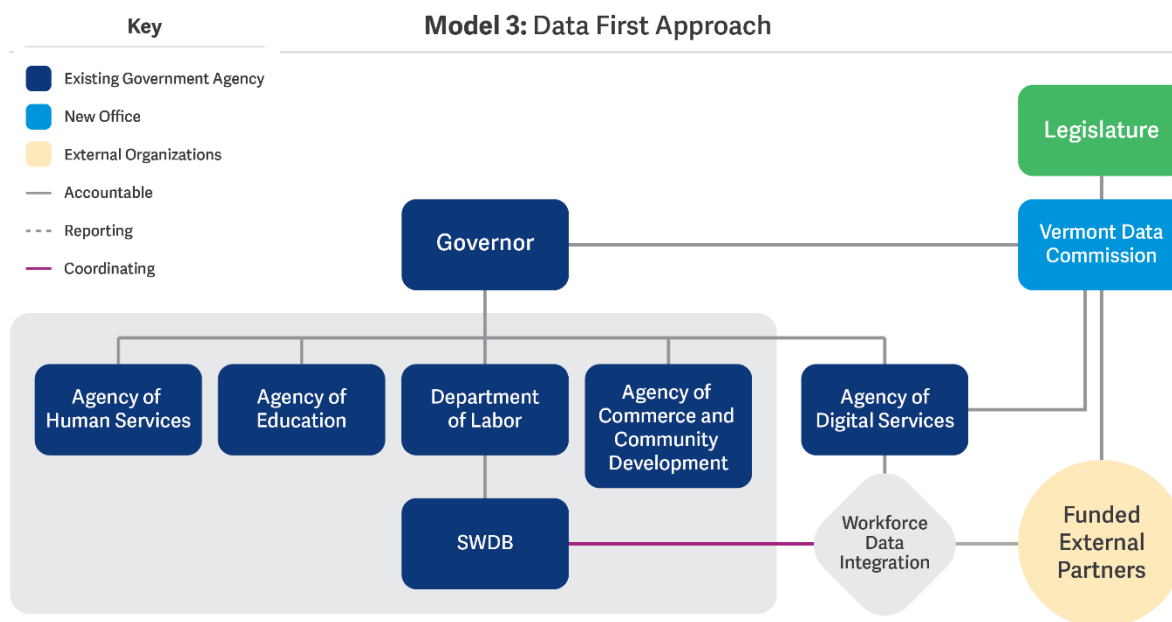 Key
Model 3: Data First Approach
Existing Government Agency
New Office
External Organizations
Accountable
Reporting
Coordinating
Legislature
Governor
Vermont Data
Commission
Agency of
Human Services
Agency of
Education
Department
of Labor
Agency of
Commerce and
Community
Development
Agency of
Digital Services
SWDB
Workforce
Data
Integration
Funded
External
Partners